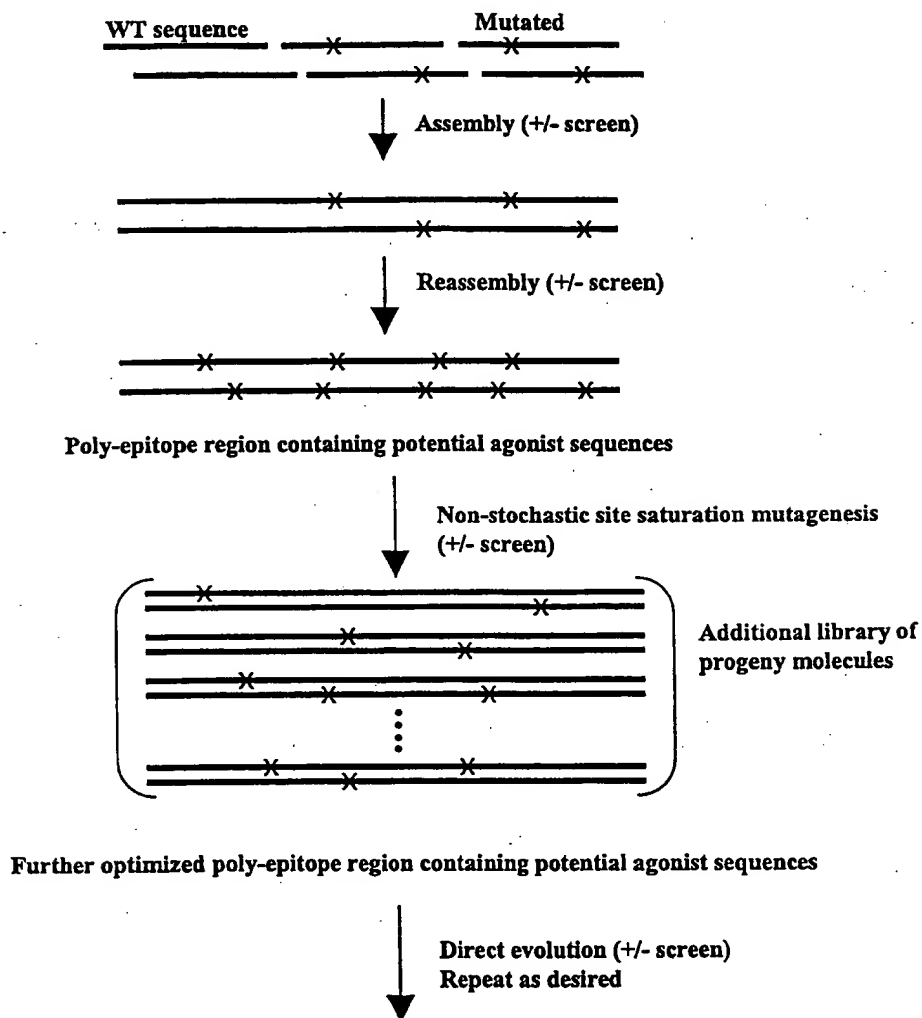 WT sequence
Mutated
Assembly (+/- screen)
Reassembly (+/- screen)
Poly-epitope region containing potential agonist sequences
Non-stochastic site saturation mutagenesis
(+/- screen)
Additional library of
progeny molecules
Further optimized poly-epitope region containing potential agonist sequences
Direct evolution (+/- screen)
Repeat as desired